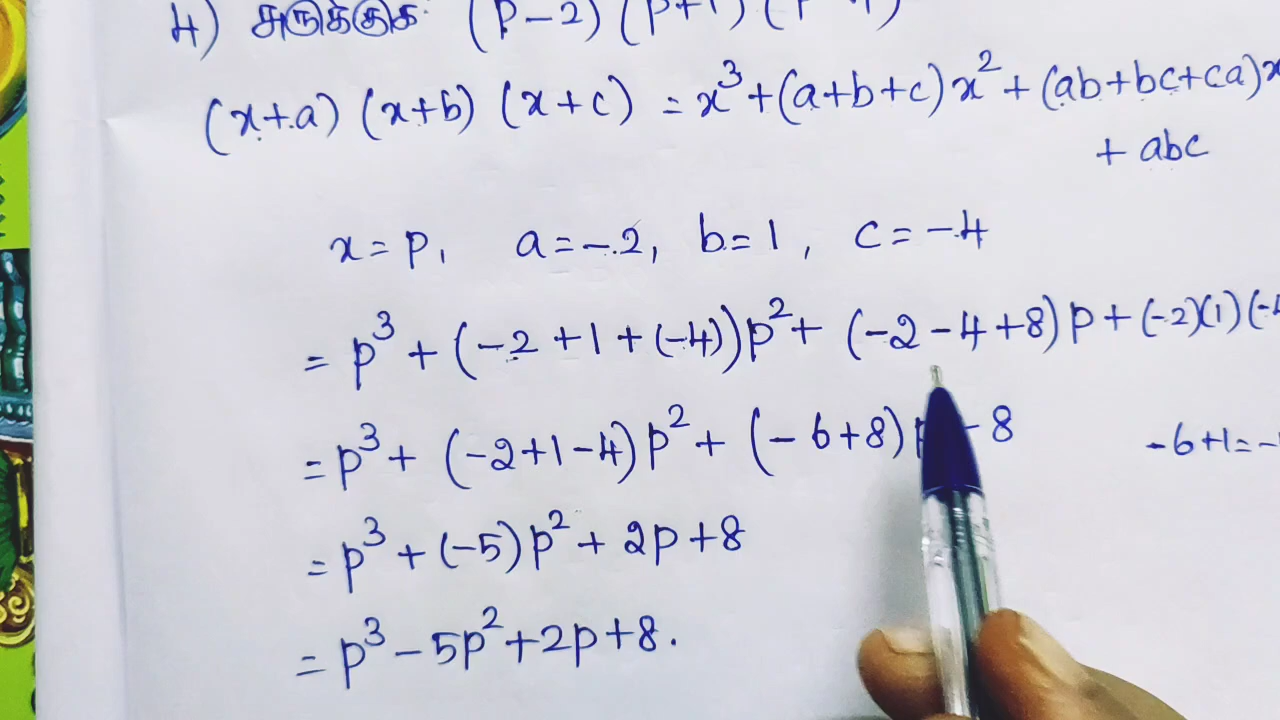 4) சுருக்குக (p-2) (p+1) (p-4)
(x+a) (x+b) (x+c) = x³+(a+b+c)x²+(ab+bc+ca)x
+ abc
x=p, a=-2, b=1, c=-4
= p³ + (-2+1+(-4))p²+ (-2-4+8)p+(-2)(1)(-4
= p³+ (-2+1-4)p²+ (-6+8)p+8
-6+1=-
= p³+(-5)p²+ 2p+8
= p³-5p²+2p+8.